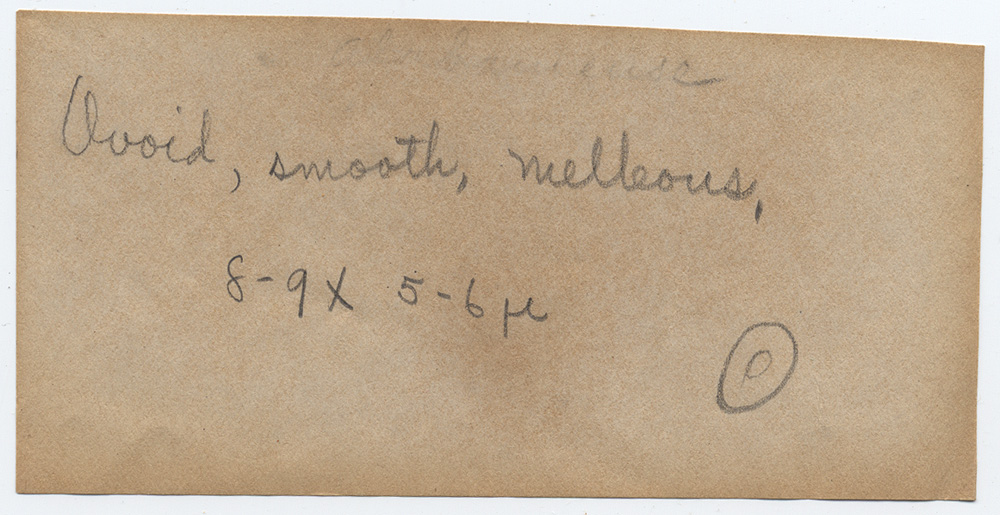 Ovoid, smooth, melleous,
8-9 X 5-6 µ